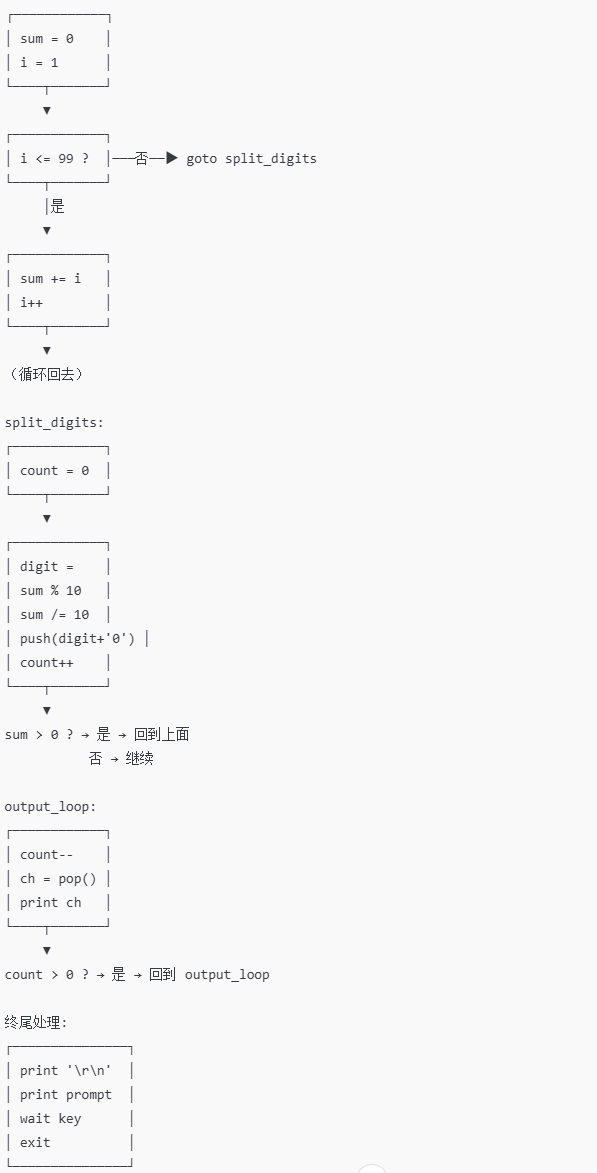 sum = 0
i = 1
▼
i <= 99 ? ──否──▶ goto split_digits
是
▼
sum += i
i++
▼
（循环回去）
split_digits:
count = 0
▼
digit =
sum % 10
sum /= 10
push(digit+'0')
count++
▼
sum > 0 ? → 是 → 回到上面
否 → 继续
output_loop:
count--
ch = pop()
print ch
▼
count > 0 ? → 是 → 回到 output_loop
终尾处理:
print '\r\n'
print prompt
wait key
exit